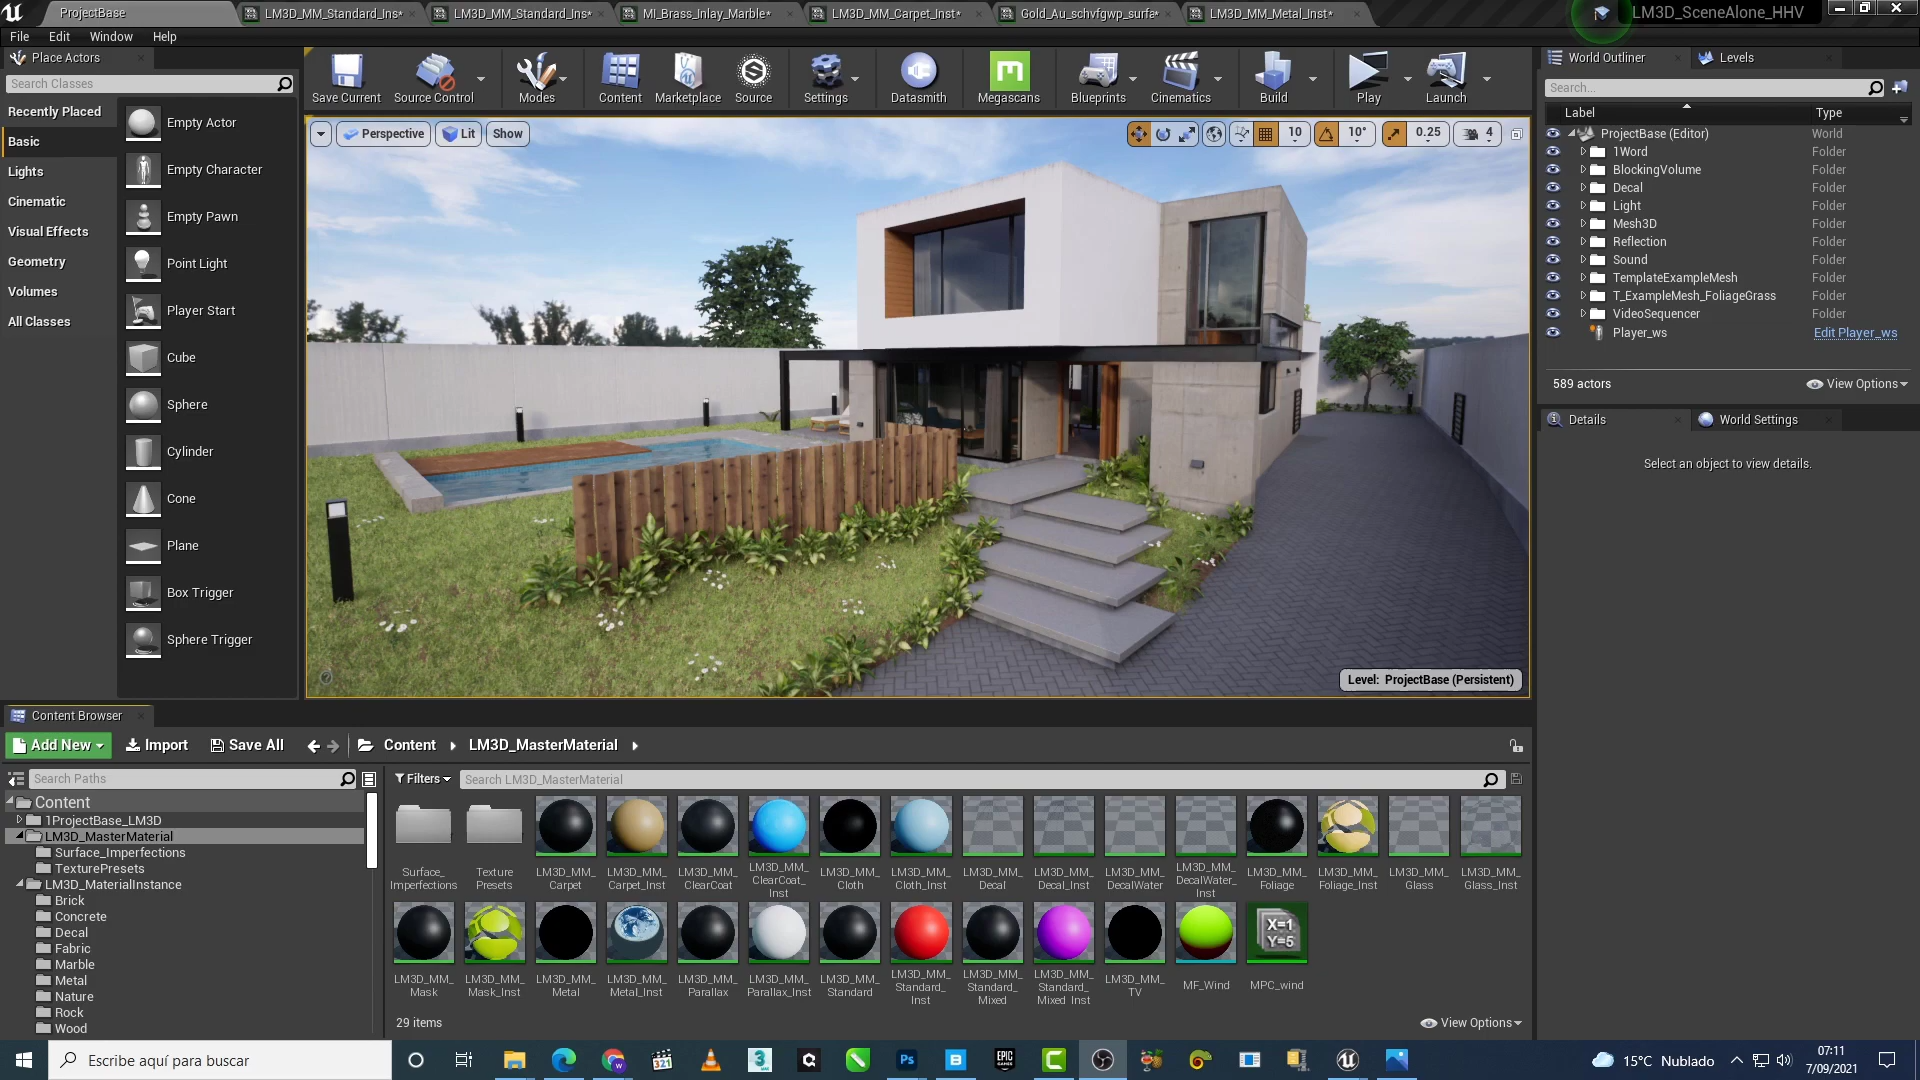 ProjectBase
LM3D_MM_Standard_Ins*
LM3D_MM_Standard_Ins*
MI_Brass_Inlay_Marble*
LM3D_MM_Carpet_Inst*
Gold_Au_schvfgwp_surfa*
LM3D_MM_Metal_Inst*
LM3D_SceneAlone_HHV
File Edit Window Help
Place Actors
Search Classes
Recently Placed
Basic
Lights
Cinematic
Visual Effects
Geometry
Volumes
All Classes
Empty Actor
Empty Character
Empty Pawn
Point Light
Player Start
Cube
Sphere
Cylinder
Cone
Plane
Box Trigger
Sphere Trigger
Save Current
Source Control
Modes
Content
Marketplace
Source
Settings
Datasmith
Megascans
Blueprints
Cinematics
Build
Play
Launch
Perspective
Lit
Show
10
10°
0.25
4
Level: ProjectBase (Persistent)
World Outliner
Levels
Search...
Label Type
ProjectBase (Editor) World
1Word Folder
BlockingVolume Folder
Decal Folder
Light Folder
Mesh3D Folder
Reflection Folder
Sound Folder
TemplateExampleMesh Folder
T_ExampleMesh_FoliageGrass Folder
VideoSequencer Folder
Player_ws Edit Player_ws
589 actors
View Options
Details
World Settings
Select an object to view details.
Content Browser
Add New
Import
Save All
Content
LM3D_MasterMaterial
Search Paths
Filters
Search LM3D_MasterMaterial
Content
1ProjectBase_LM3D
LM3D_MasterMaterial
Surface_Imperfections
TexturePresets
LM3D_MaterialInstance
Brick
Concrete
Decal
Fabric
Marble
Metal
Nature
Rock
Wood
Surface_
Imperfections
Texture
Presets
LM3D_MM_
Carpet
LM3D_MM_
Carpet_Inst
LM3D_MM_
ClearCoat
LM3D_MM_
ClearCoat_
Inst
LM3D_MM_
Cloth
LM3D_MM_
Cloth_Inst
LM3D_MM_
Decal
LM3D_MM_
Decal_Inst
LM3D_MM_
DecalWater
LM3D_MM_
DecalWater_
Inst
LM3D_MM_
Foliage
LM3D_MM_
Foliage_Inst
LM3D_MM_
Glass
LM3D_MM_
Glass_Inst
LM3D_MM_
Mask
LM3D_MM_
Mask_Inst
LM3D_MM_
Metal
LM3D_MM_
Metal_Inst
LM3D_MM_
Parallax
LM3D_MM_
Parallax_Inst
LM3D_MM_
Standard
LM3D_MM_
Standard_
Inst
LM3D_MM_
Standard_
Mixed
LM3D_MM_
Standard_
Mixed_Inst
LM3D_MM_
TV
MF_Wind
X=1
Y=5
MPC_wind
29 items
View Options
Escribe aquí para buscar
321
3
Ps
B
EPIC
GAMES
15°C Nublado
07:11
7/09/2021